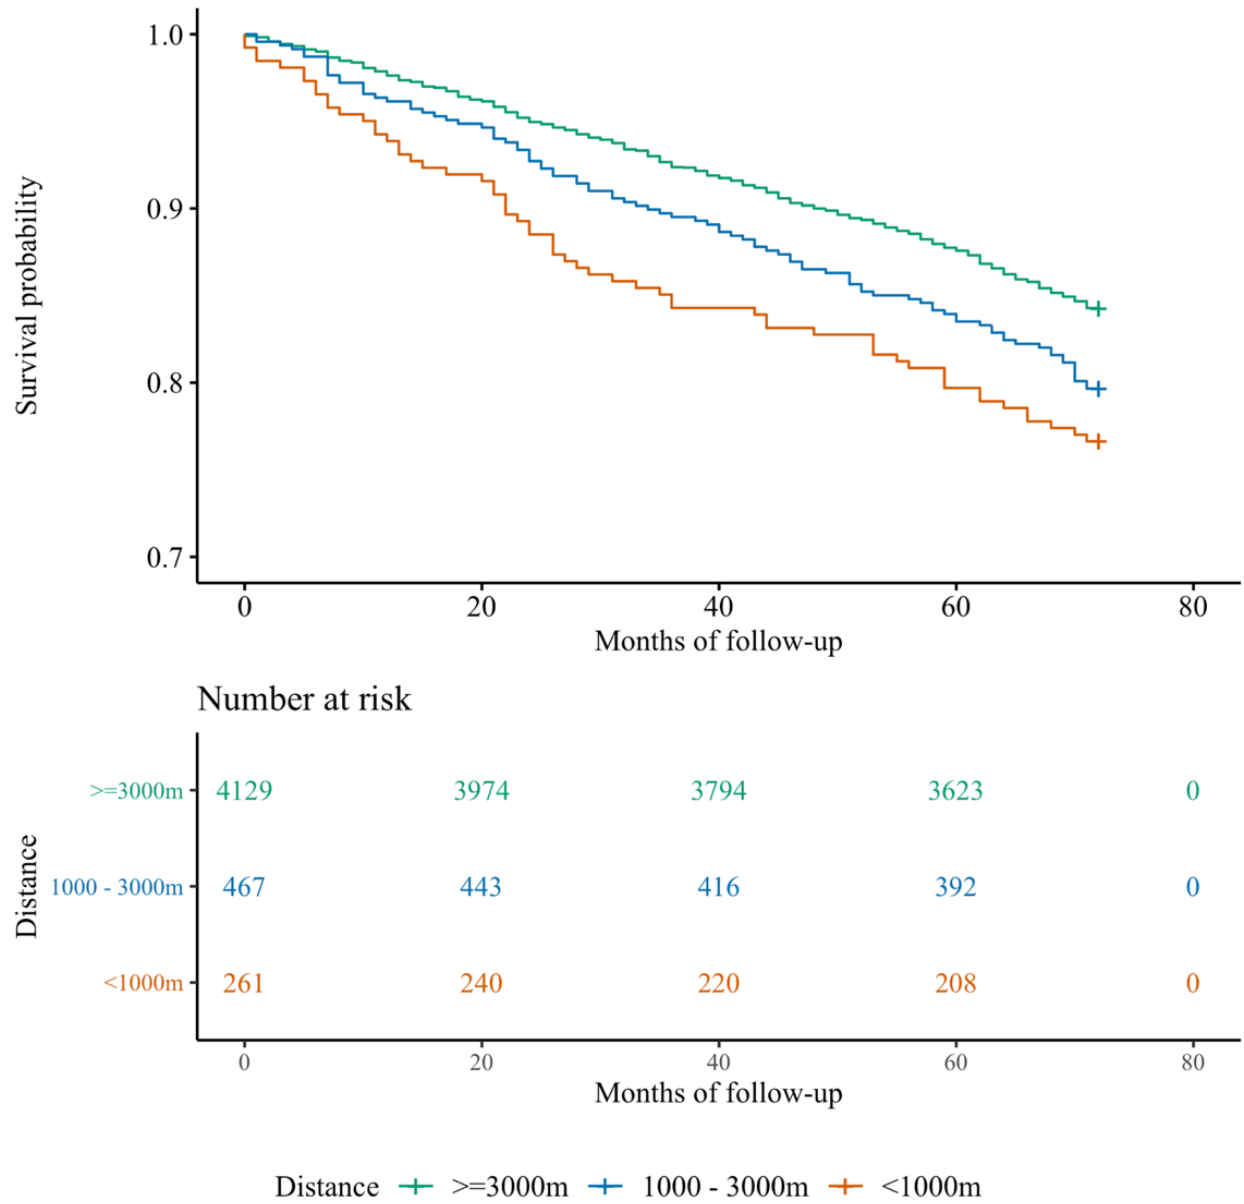 1.0
0.9
0.8
0.7
Survival probability
0 20 40 60 80
Months of follow-up
Number at risk
Distance
>=3000m 4129 3974 3794 3623 0
1000 - 3000m 467 443 416 392 0
<1000m 261 240 220 208 0
0 20 40 60 80
Months of follow-up
Distance >=3000m 1000 - 3000m <1000m